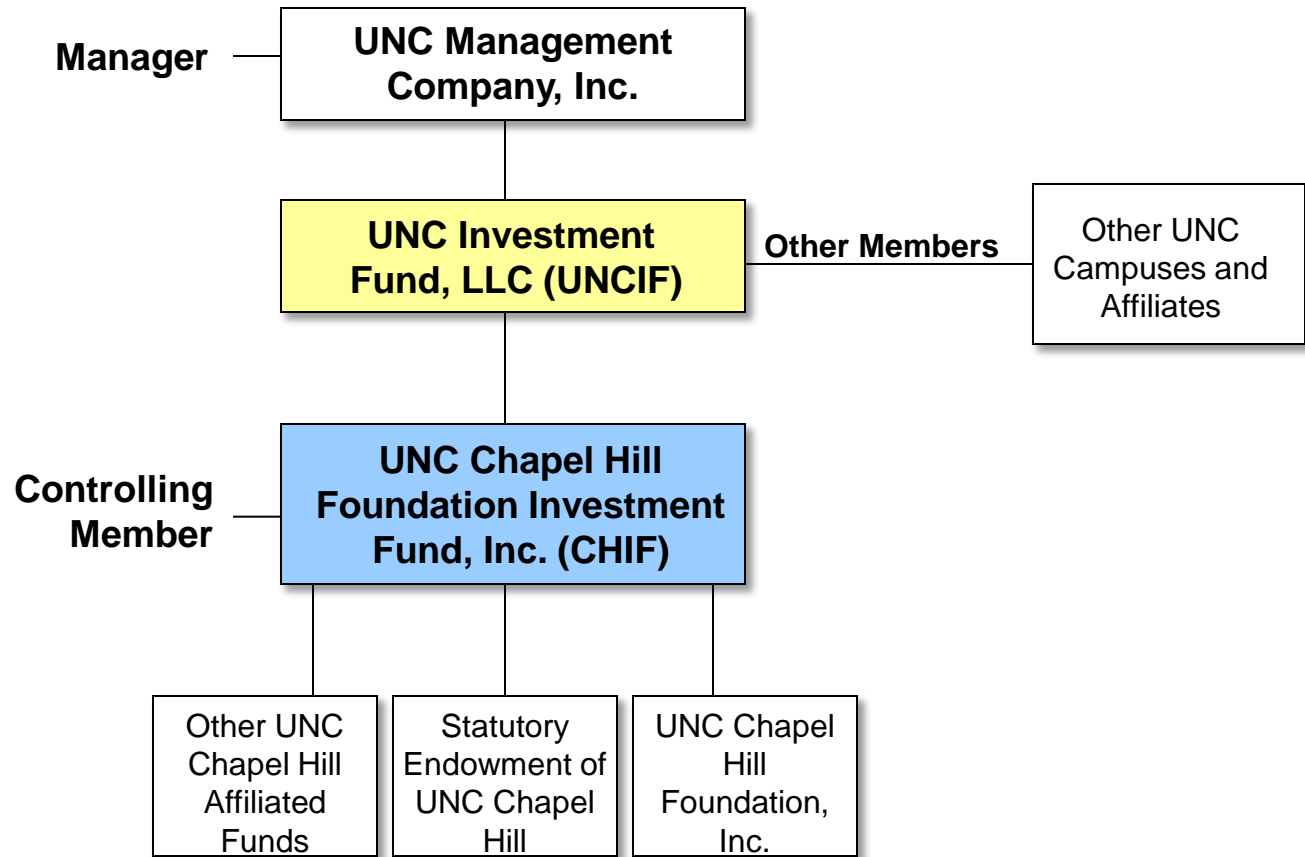 Manager
UNC Management
Company, Inc.
UNC Investment
Fund, LLC (UNCIF)
Other Members
Other UNC
Campuses and
Affiliates
Controlling
Member
UNC Chapel Hill
Foundation Investment
Fund, Inc. (CHIF)
Other UNC
Chapel Hill
Affiliated
Funds
Statutory
Endowment of
UNC Chapel
Hill
UNC Chapel
Hill
Foundation,
Inc.